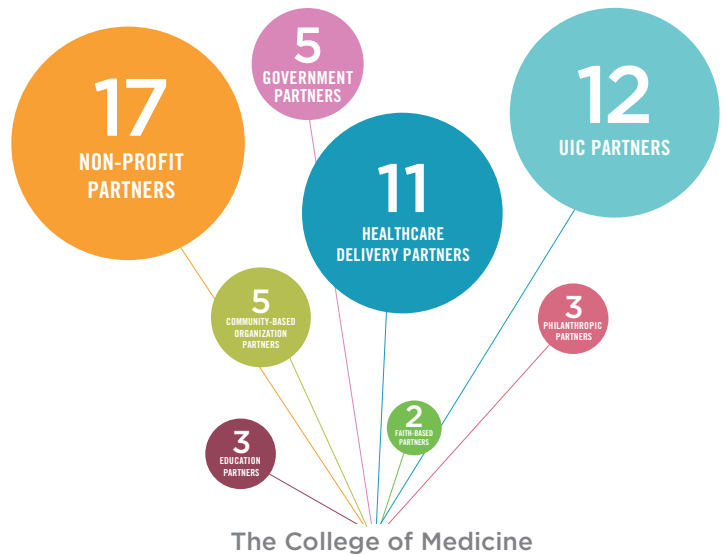 17
NON-PROFIT
PARTNERS
5
GOVERNMENT
PARTNERS
12
UIC PARTNERS
11
HEALTHCARE
DELIVERY PARTNERS
5
COMMUNITY-BASED
ORGANIZATION
PARTNERS
3
PHILANTHROPIC
PARTNERS
3
EDUCATION
PARTNERS
2
FAITH-BASED
PARTNERS
The College of Medicine